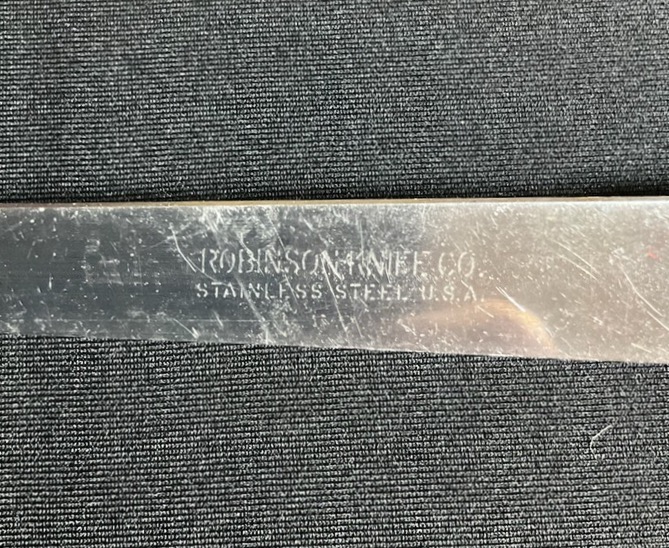 ROBINSON KNIFE CO.
STAINLESS STEEL U.S.A.